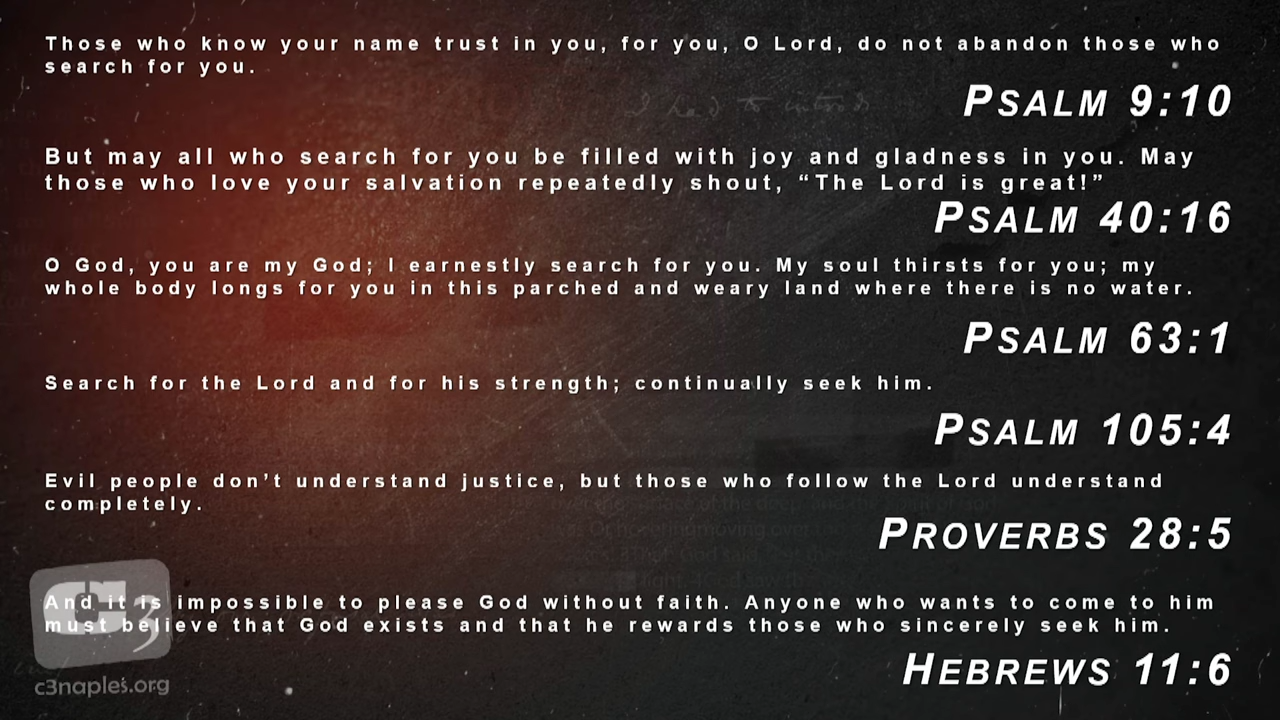 Those who know your name trust in you, for you, O Lord, do not abandon those who
search for you.
PSALM 9:10
But may all who search for you be filled with joy and gladness in you. May
those who love your salvation repeatedly shout, “The Lord is great!”
PSALM 40:16
O God, you are my God; I earnestly search for you. My soul thirsts for you; my
whole body longs for you in this parched and weary land where there is no water.
PSALM 63:1
Search for the Lord and for his strength; continually seek him.
PSALM 105:4
Evil people don’t understand justice, but those who follow the Lord understand
completely.
PROVERBS 28:5
And it is impossible to please God without faith. Anyone who wants to come to him
must believe that God exists and that he rewards those who sincerely seek him.
HEBREWS 11:6
C3
c3naples.org